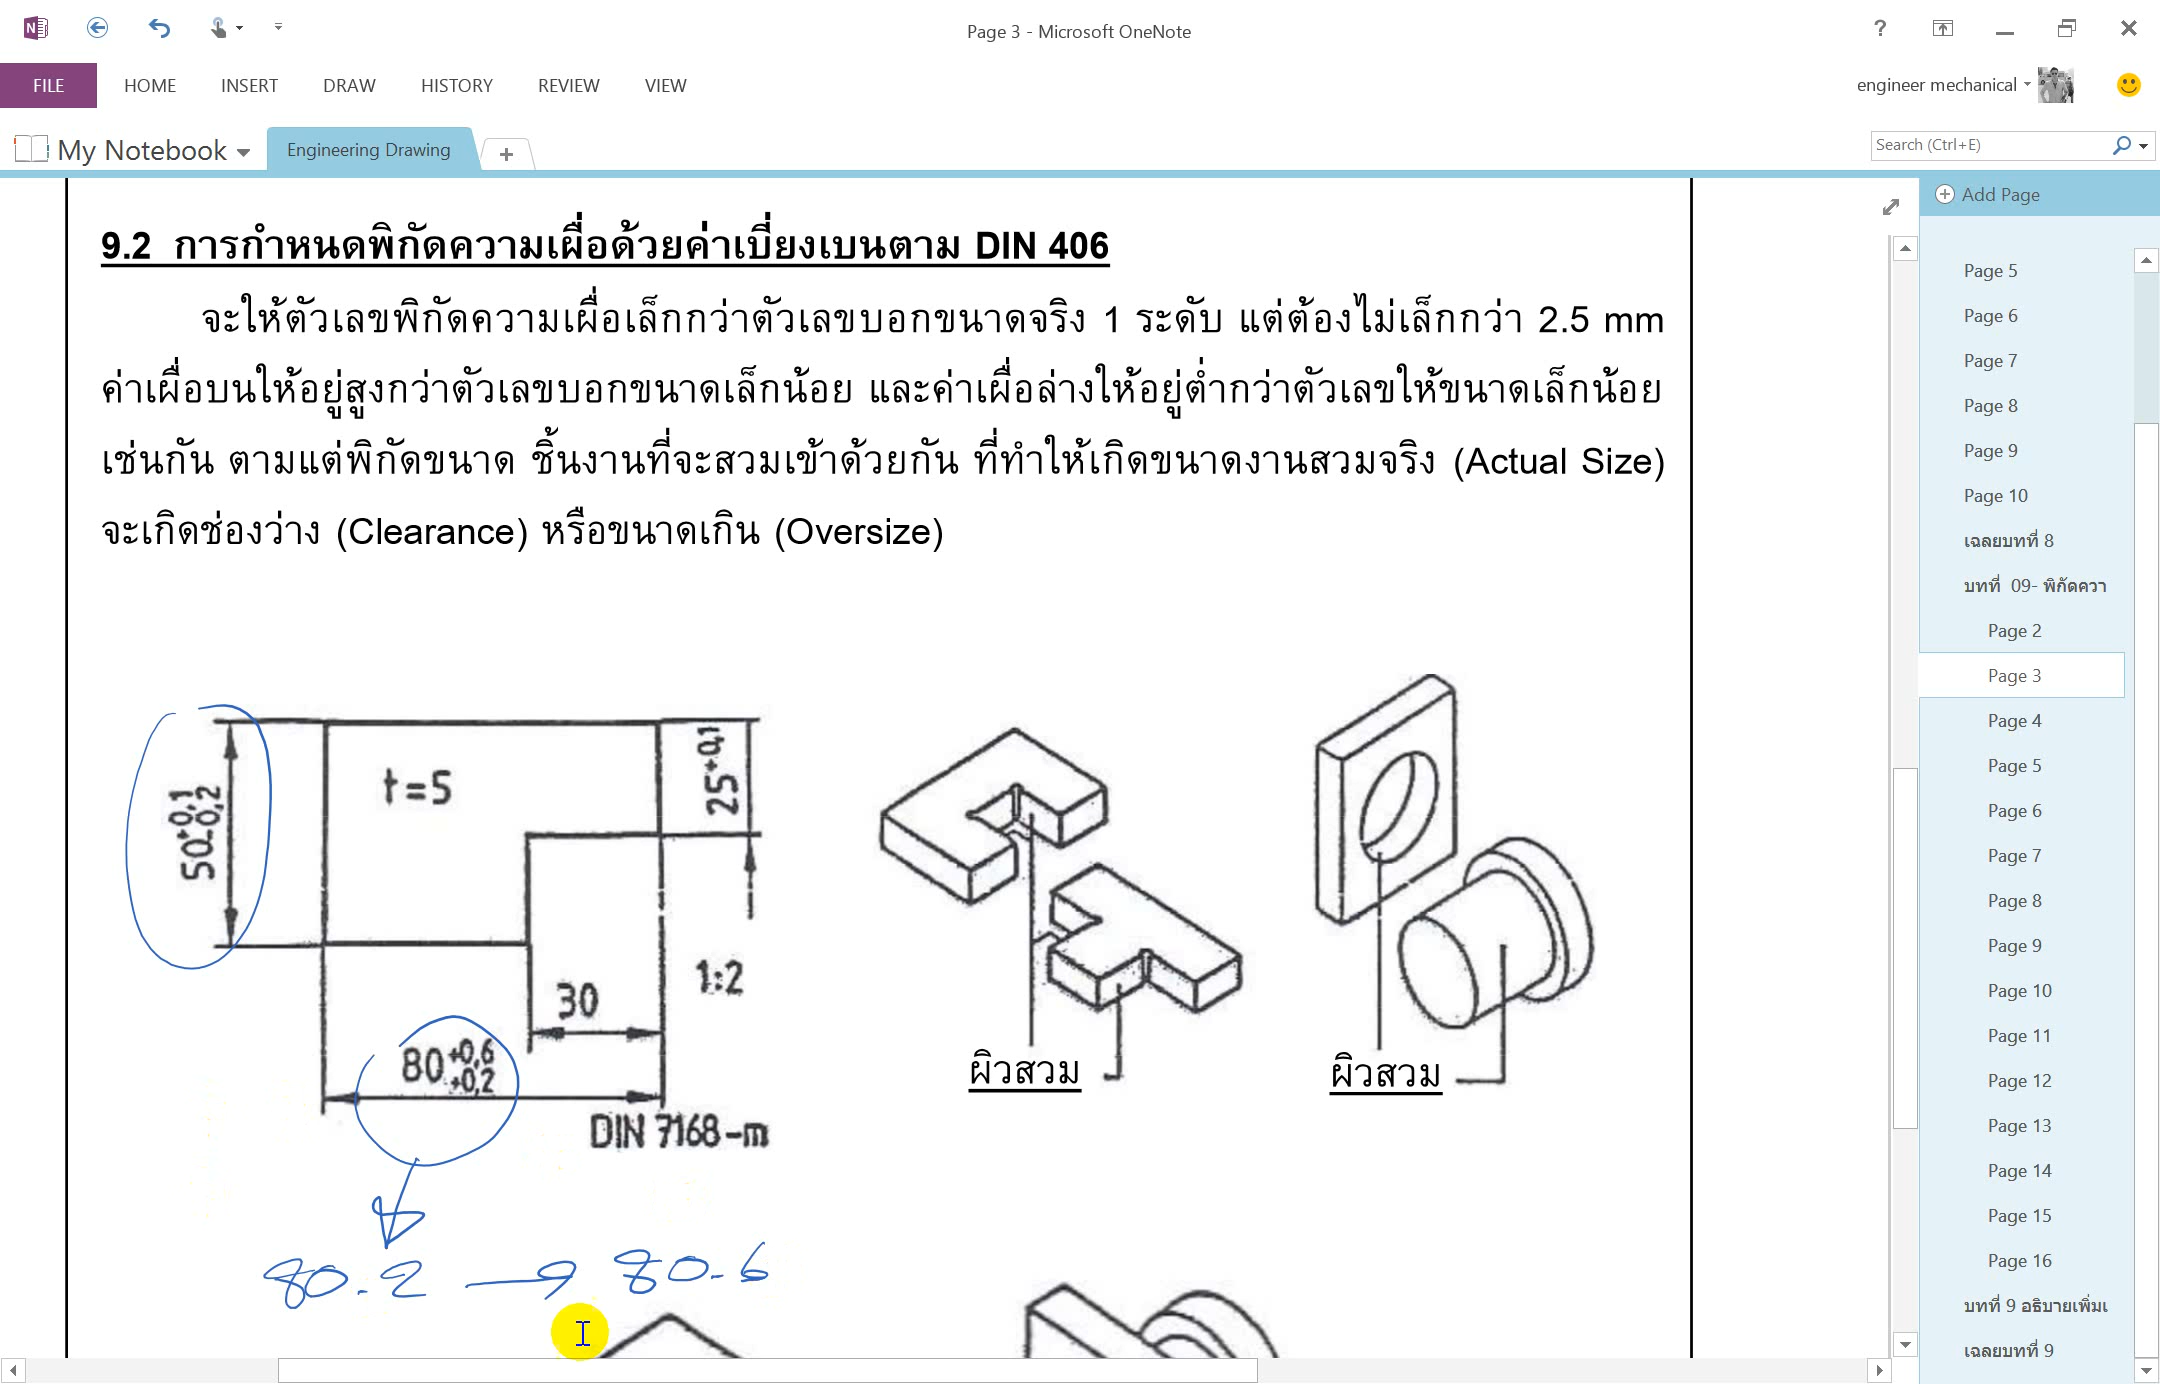 Page 3 - Microsoft OneNote
?
FILE HOME INSERT DRAW HISTORY REVIEW VIEW
engineer mechanical
My Notebook
Engineering Drawing
+
Search (Ctrl+E)
Add Page
9.2 การกำหนดพิกัดความเผื่อด้วยค่าเบี่ยงเบนตาม DIN 406
จะให้ตัวเลขพิกัดความเผื่อเล็กกว่าตัวเลขบอกขนาดจริง 1 ระดับ แต่ต้องไม่เล็กกว่า 2.5 mm
ค่าเผื่อบนให้อยู่สูงกว่าตัวเลขบอกขนาดเล็กน้อย และค่าเผื่อล่างให้อยู่ต่ำกว่าตัวเลขให้ขนาดเล็กน้อย
เช่นกัน ตามแต่พิกัดขนาด ชิ้นงานที่จะสวมเข้าด้วยกัน ที่ทำให้เกิดขนาดงานสวมจริง (Actual Size)
จะเกิดช่องว่าง (Clearance) หรือขนาดเกิน (Oversize)
50 +0,1 -0,2
t=5
25 +0,1
1:2
30
80 +0,6 +0,2
DIN 7168-m
ผิวสวม
ผิวสวม
80.2 → 80.6
Page 5
Page 6
Page 7
Page 8
Page 9
Page 10
เฉลยบทที่ 8
บทที่ 09- พิกัดควา
Page 2
Page 3
Page 4
Page 5
Page 6
Page 7
Page 8
Page 9
Page 10
Page 11
Page 12
Page 13
Page 14
Page 15
Page 16
บทที่ 9 อธิบายเพิ่มเ
เฉลยบทที่ 9